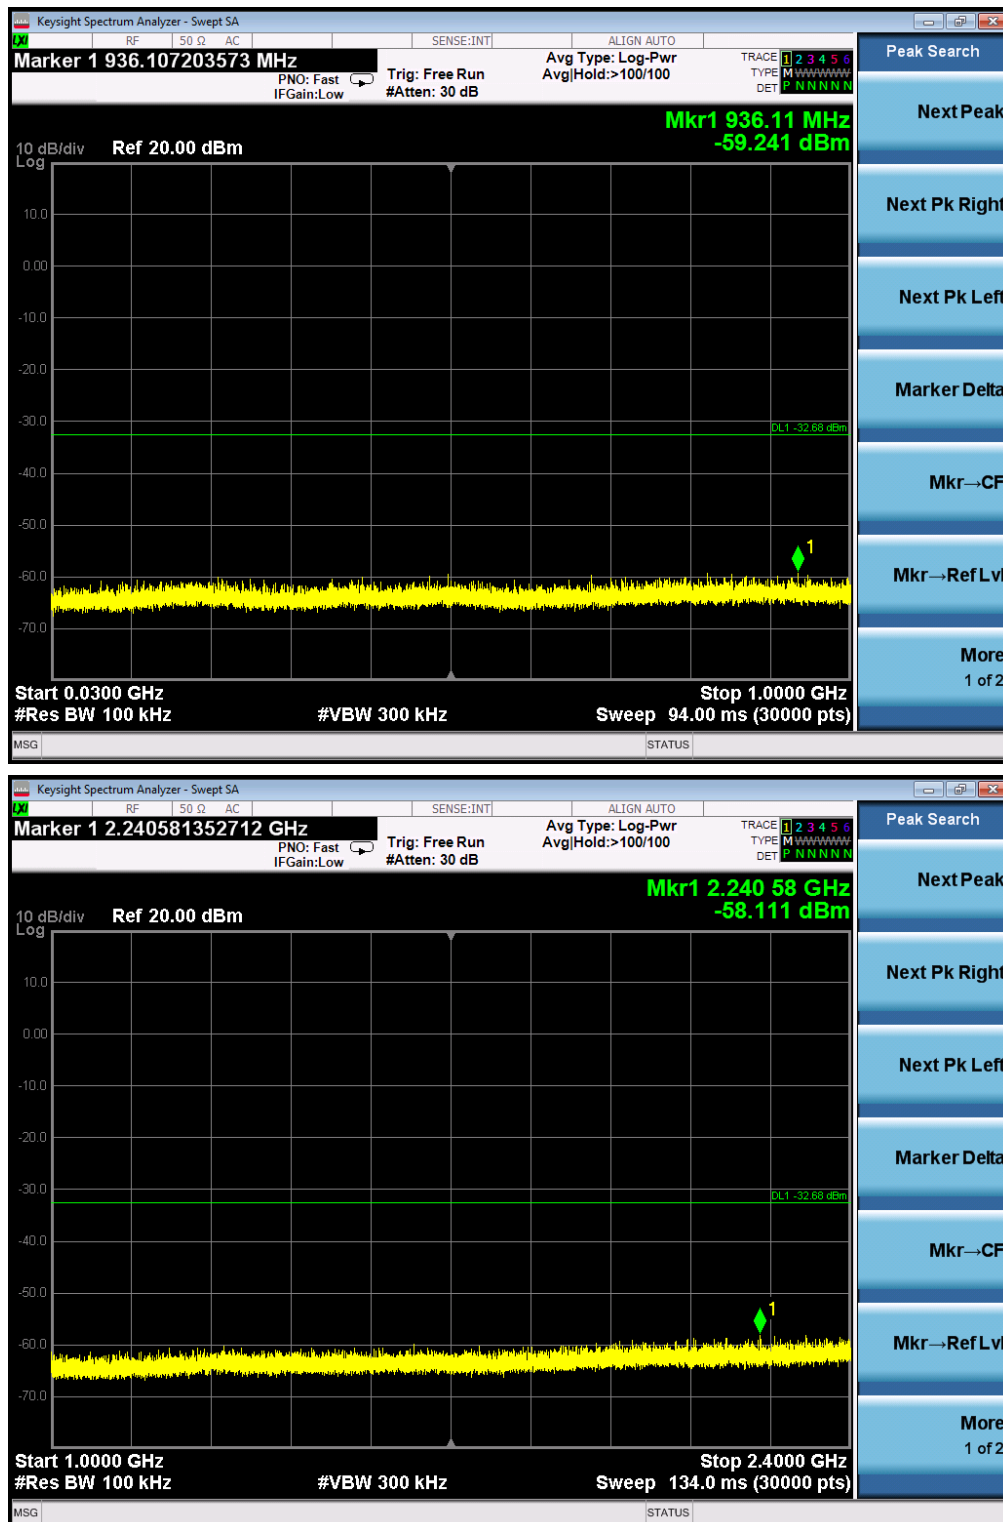 Keysight Spectrum Analyzer - Swept SA
LXI RF 50 Ω AC SENSE:INT ALIGN AUTO
Marker 1 936.107203573 MHz
PNO: Fast
IFGain:Low
Trig: Free Run
#Atten: 30 dB
Avg Type: Log-Pwr
Avg|Hold:>100/100
TRACE 1 2 3 4 5 6
TYPE M WWWWW
DET P N N N N N
Peak Search
Next Peak
Next Pk Right
Next Pk Left
Marker Delta
Mkr→CF
Mkr→Ref Lvl
More
1 of 2
Mkr1 936.11 MHz
-59.241 dBm
10 dB/div Ref 20.00 dBm
Log
10.0
0.00
-10.0
-20.0
-30.0
DL1 -32.68 dBm
-40.0
-50.0
1
-60.0
-70.0
Start 0.0300 GHz Stop 1.0000 GHz
#Res BW 100 kHz #VBW 300 kHz Sweep 94.00 ms (30000 pts)
MSG STATUS
Keysight Spectrum Analyzer - Swept SA
LXI RF 50 Ω AC SENSE:INT ALIGN AUTO
Marker 1 2.240581352712 GHz
PNO: Fast
IFGain:Low
Trig: Free Run
#Atten: 30 dB
Avg Type: Log-Pwr
Avg|Hold:>100/100
TRACE 1 2 3 4 5 6
TYPE M WWWWW
DET P N N N N N
Peak Search
Next Peak
Next Pk Right
Next Pk Left
Marker Delta
Mkr→CF
Mkr→Ref Lvl
More
1 of 2
Mkr1 2.240 58 GHz
-58.111 dBm
10 dB/div Ref 20.00 dBm
Log
10.0
0.00
-10.0
-20.0
-30.0
DL1 -32.68 dBm
-40.0
-50.0
1
-60.0
-70.0
Start 1.0000 GHz Stop 2.4000 GHz
#Res BW 100 kHz #VBW 300 kHz Sweep 134.0 ms (30000 pts)
MSG STATUS